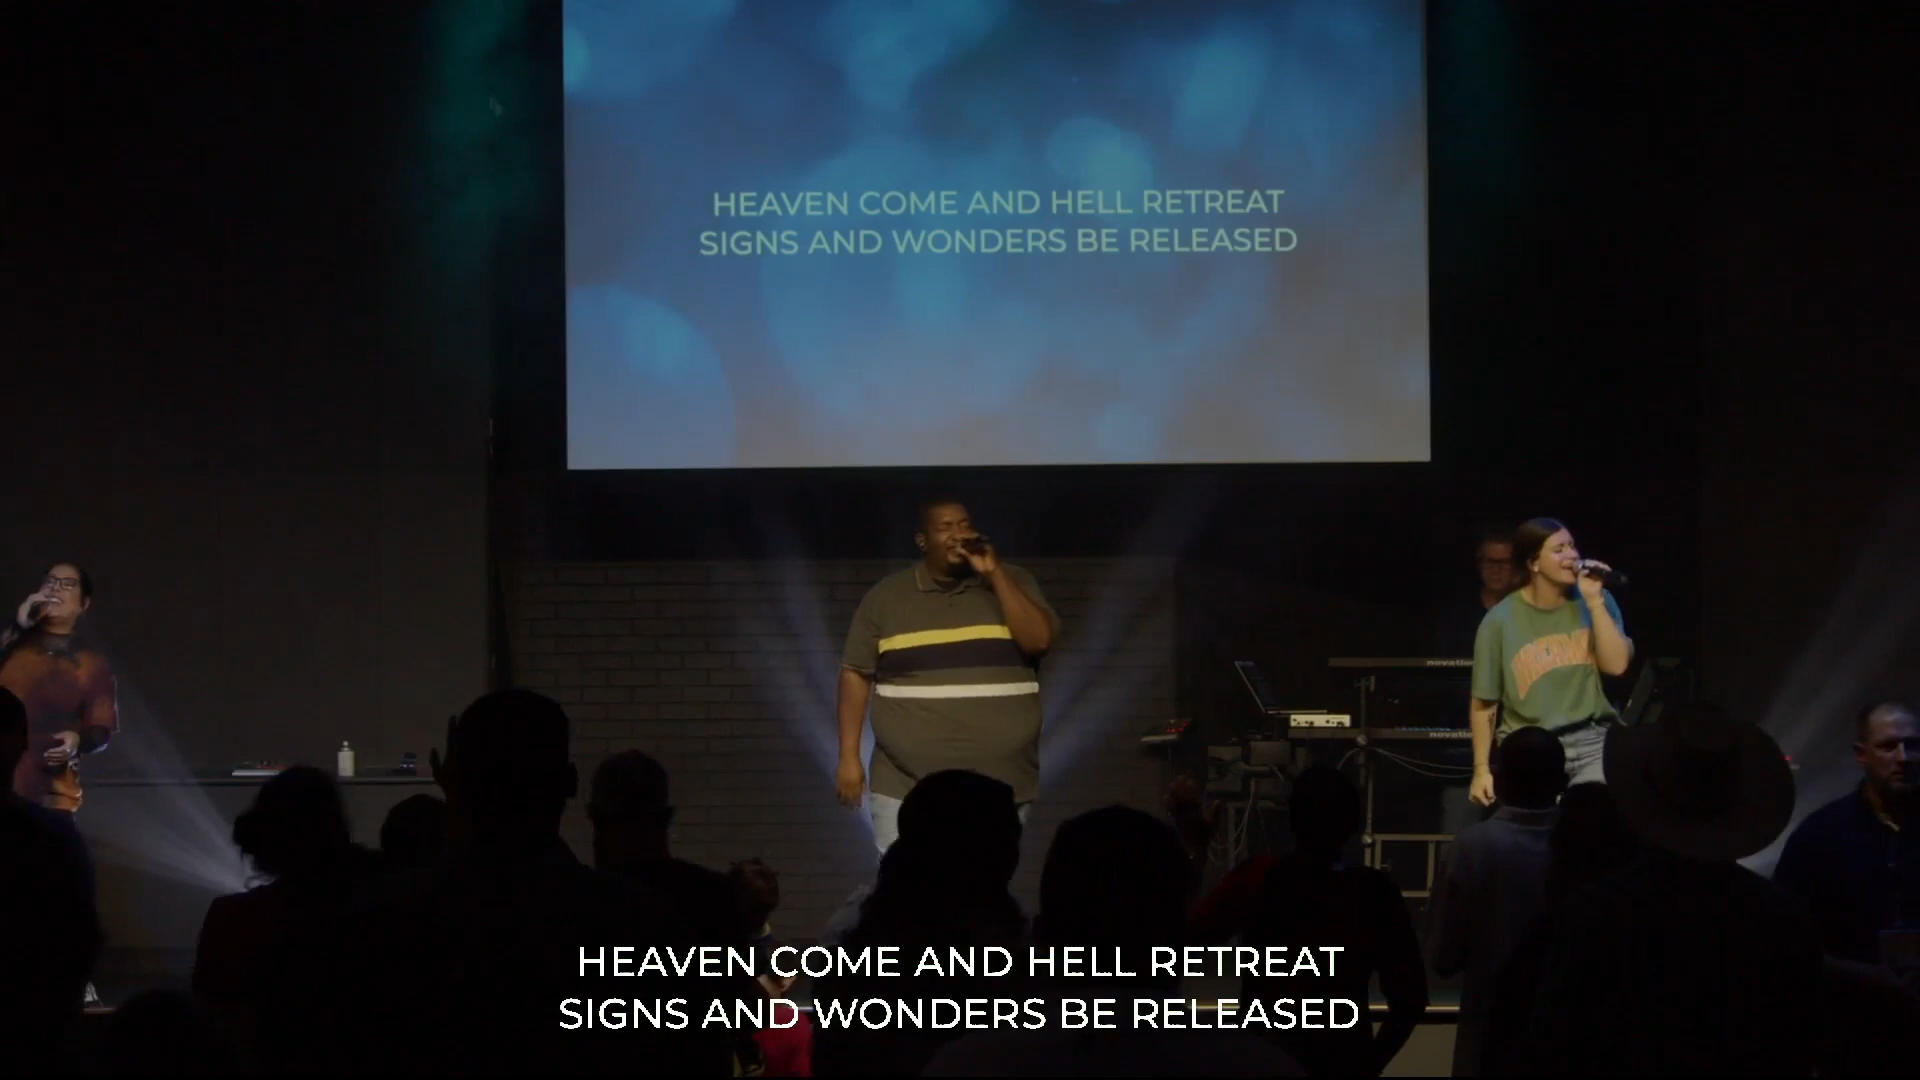 HEAVEN COME AND HELL RETREAT
SIGNS AND WONDERS BE RELEASED
novation
HEAVEN COME AND HELL RETREAT
SIGNS AND WONDERS BE RELEASED